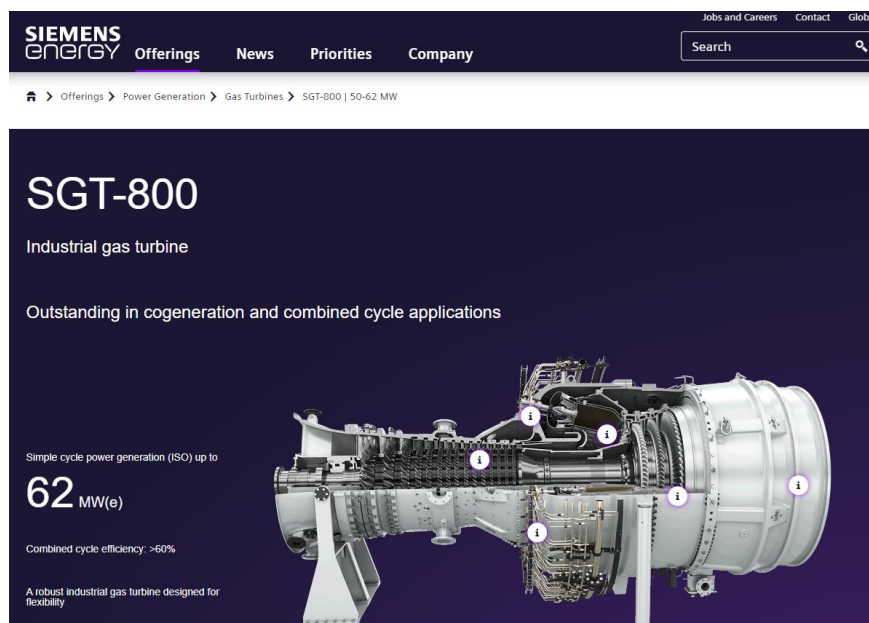 Jobs and Careers Contact Glob
SIEMENS
energy
Offerings News Priorities Company
Search
Offerings Power Generation Gas Turbines SGT-800 | 50-62 MW
SGT-800
Industrial gas turbine
Outstanding in cogeneration and combined cycle applications
Simple cycle power generation (ISO) up to
62 MW(e)
Combined cycle efficiency: >60%
A robust industrial gas turbine designed for
flexibility
i
i
i
i
i
i